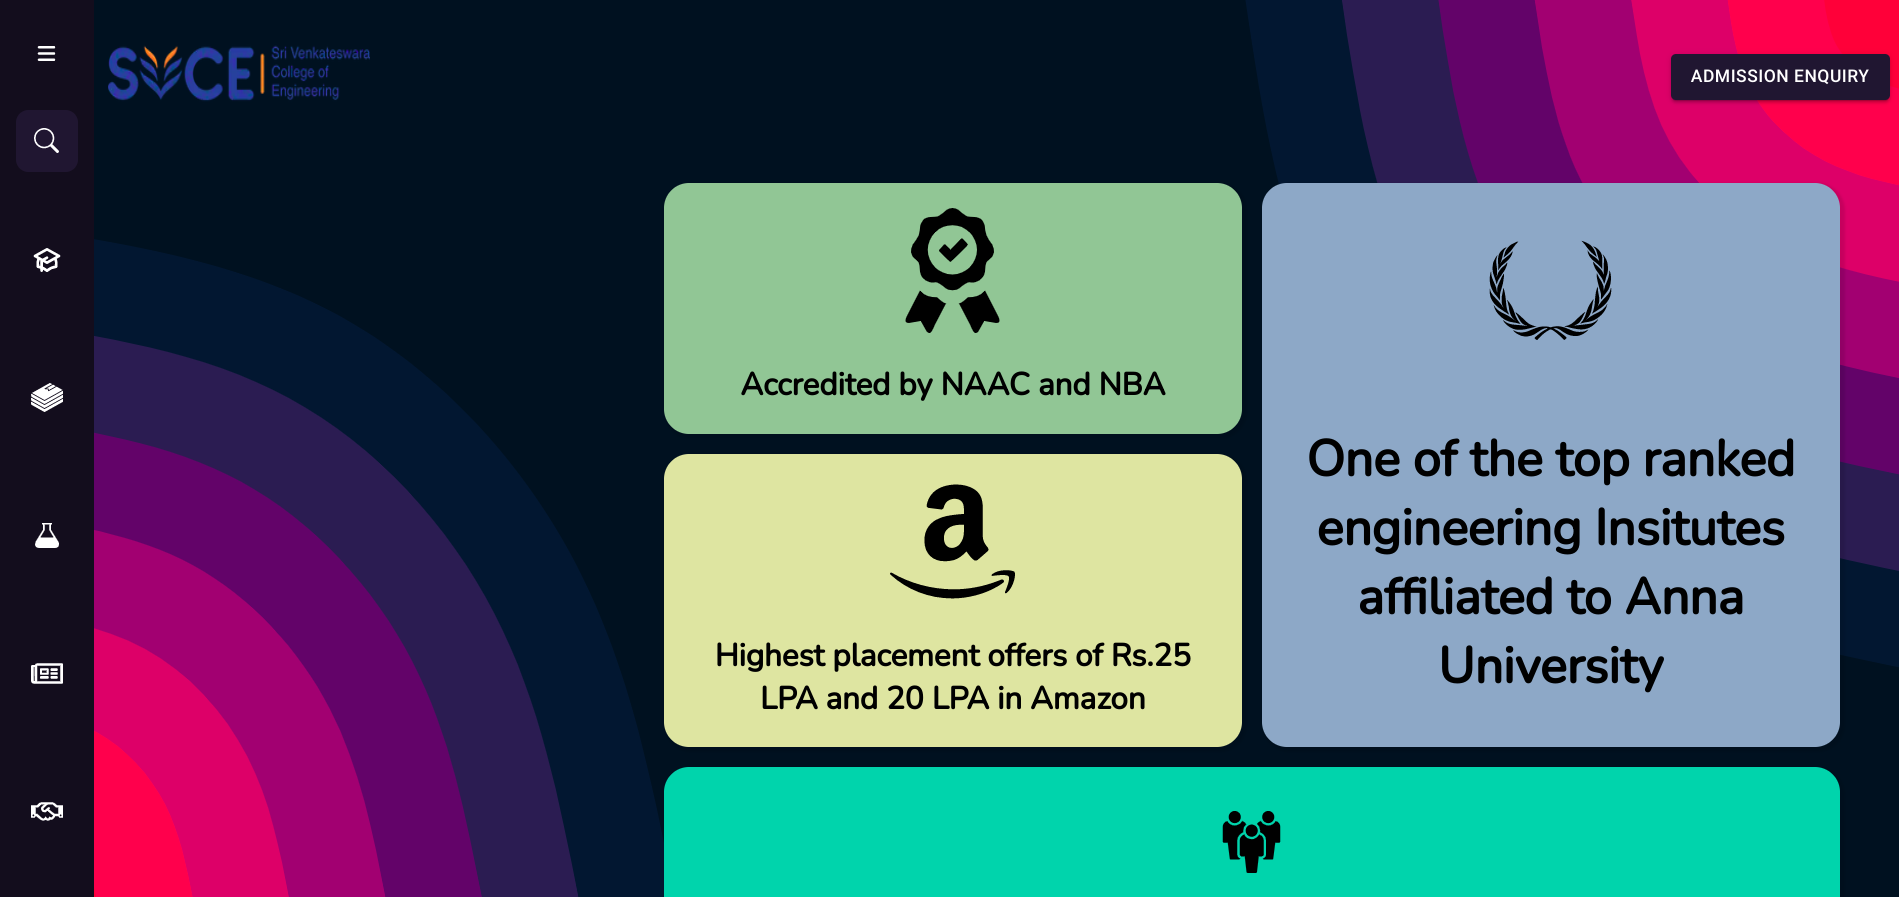 SVCE
Sri Venkateswara
College of
Engineering
ADMISSION ENQUIRY
Accredited by NAAC and NBA
a
Highest placement offers of Rs.25
LPA and 20 LPA in Amazon
One of the top ranked
engineering Insitutes
affiliated to Anna
University